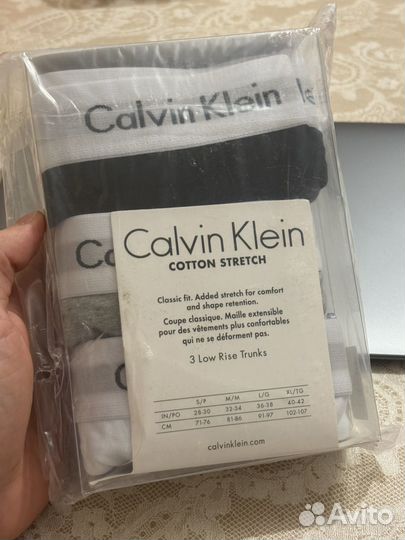 Calvin Klein
Calvin Klein
COTTON STRETCH
Classic fit. Added stretch for comfort
and shape retention.
Coupe classique. Maille extensible
pour des vêtements plus confortables
qui ne se déforment pas.
3 Low Rise Trunks
S/P M/M L/G XL/TG
IN/PO 28-30 32-34 36-38 40-42
CM 71-76 81-86 91-97 102-107
calvinklein.com
Avito